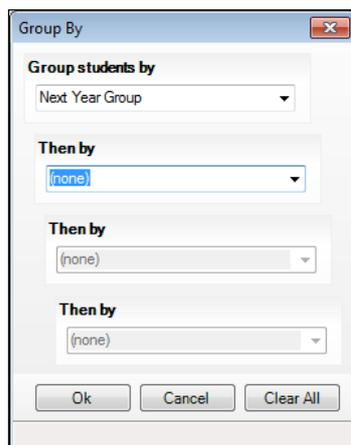 Group By
Group students by
Next Year Group
Then by
(none)
Then by
(none)
Then by
(none)
Ok Cancel Clear All